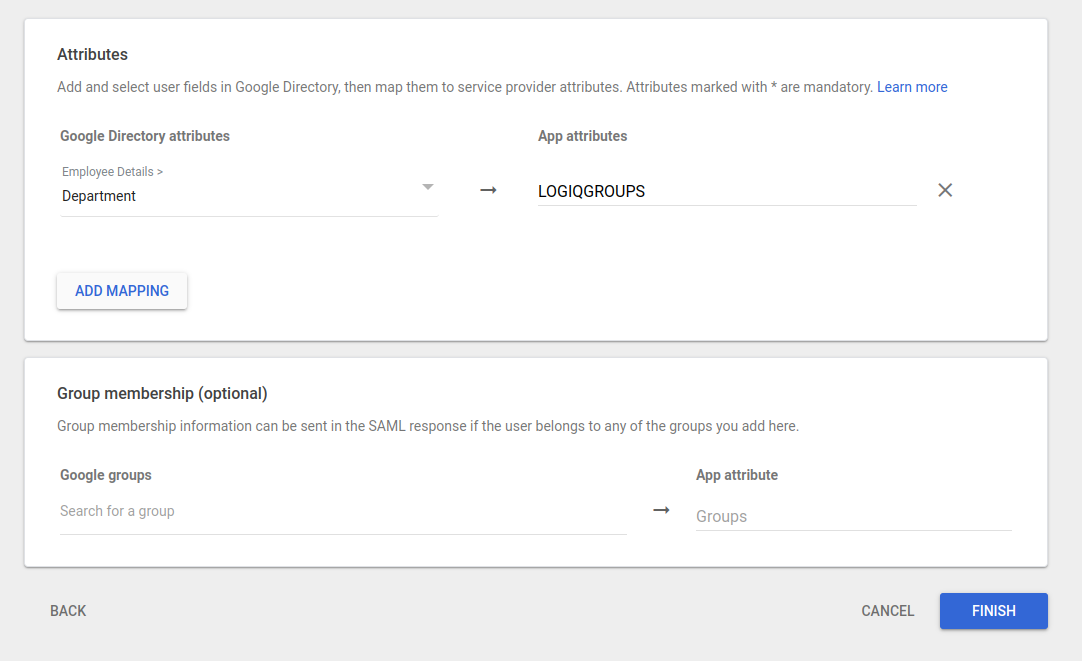 Attributes
Add and select user fields in Google Directory, then map them to service provider attributes. Attributes marked with * are mandatory. Learn more
Google Directory attributes
App attributes
Employee Details >
Department
LOGIQGROUPS
ADD MAPPING
Group membership (optional)
Group membership information can be sent in the SAML response if the user belongs to any of the groups you add here.
Google groups
App attribute
Search for a group
Groups
BACK
CANCEL
FINISH